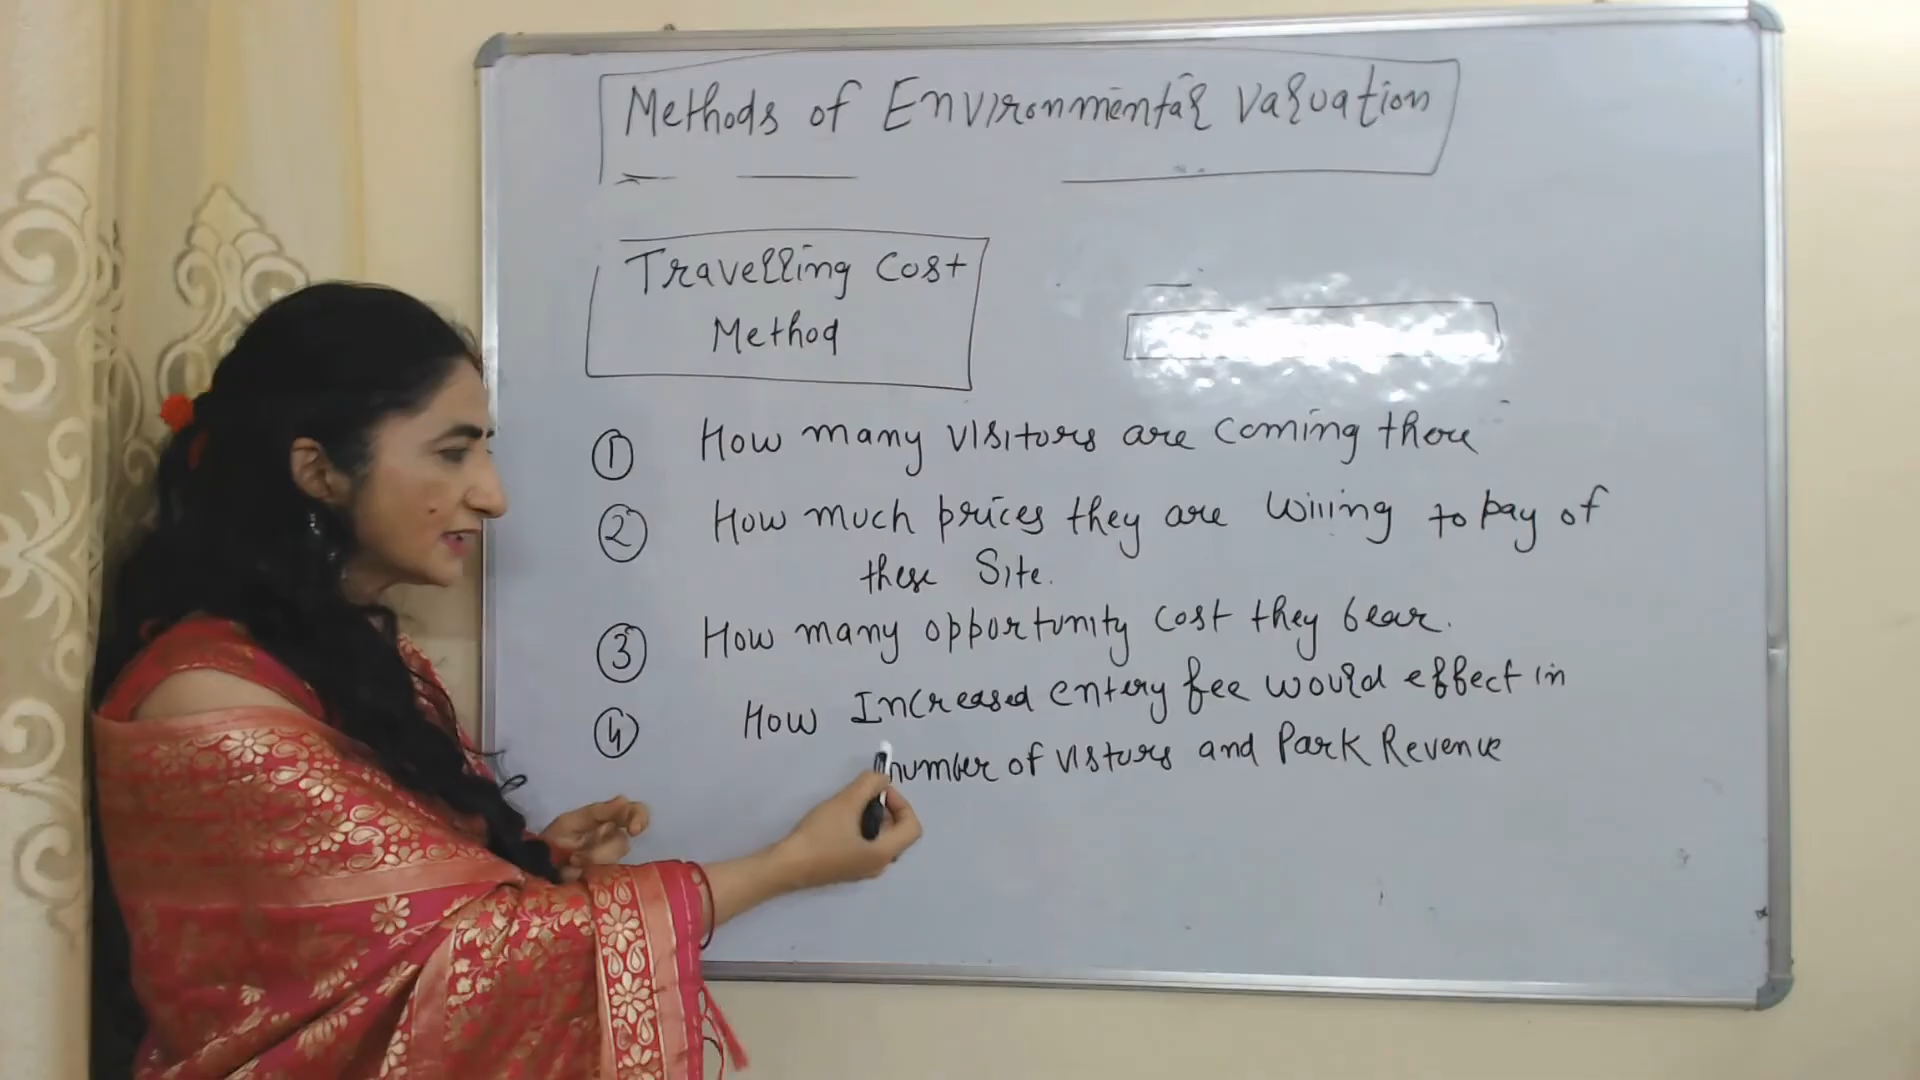 Methods of Environmental Valuation
Travelling Cost
Method
1 How many visitors are coming there
2 How much prices they are willing to pay of
these Site.
3 How many opportunity cost they bear.
4 How Increased entery fee would effect in
number of vistors and Park Revenue